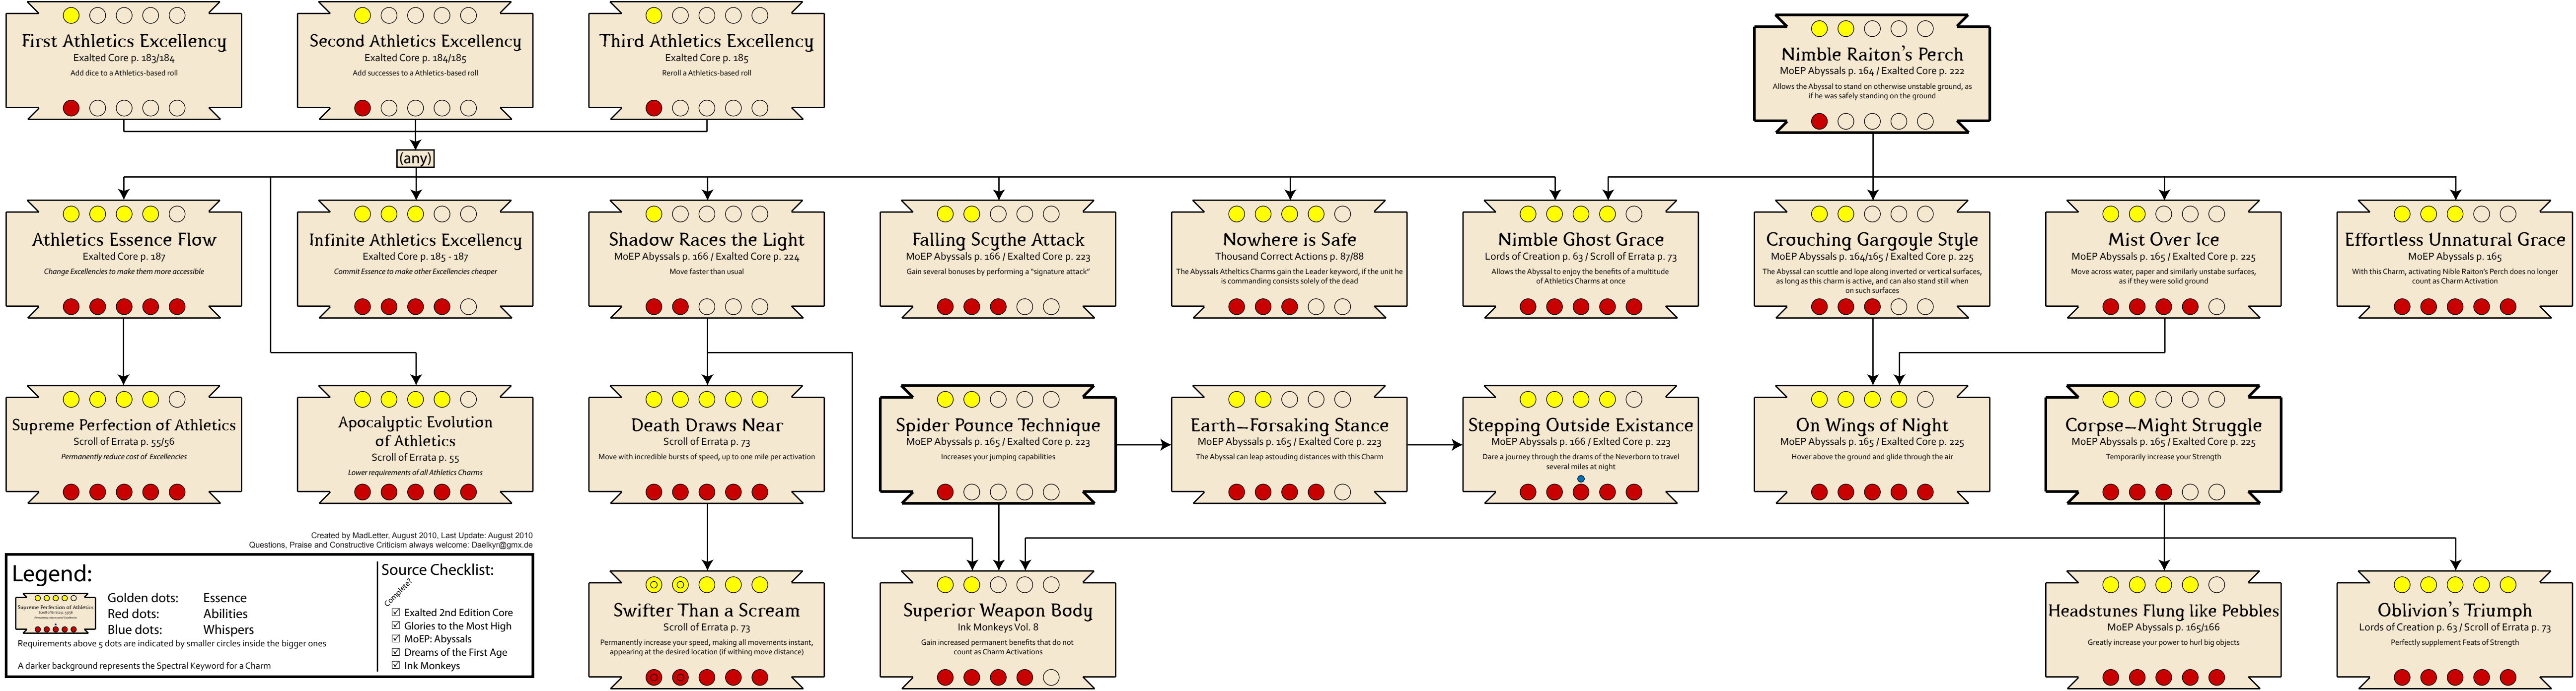 First Athletics Excellency
Exalted Core p. 183/184
Add dice to a Athletics-based roll
Second Athletics Excellency
Exalted Core p. 184/185
Add successes to a Athletics-based roll
Third Athletics Excellency
Exalted Core p. 185
Reroll a Athletics-based roll
Nimble Raiton's Perch
MoEP Abyssals p. 164 / Exalted Core p. 222
Allows the Abyssal to stand on otherwise unstable ground, as
if he was safely standing on the ground
(any)
Athletics Essence Flow
Exalted Core p. 187
Change Excellencies to make them more accessible
Infinite Athletics Excellency
Exalted Core p. 185 - 187
Commit Essence to make other Excellencies cheaper
Shadow Races the Light
MoEP Abyssals p. 166 / Exalted Core p. 224
Move faster than usual
Falling Scythe Attack
MoEP Abyssals p. 166 / Exalted Core p. 223
Gain several bonuses by performing a "signature attack"
Nowhere is Safe
Thousand Correct Actions p. 87/88
The Abyssals Atheltics Charms gain the Leader keyword, if the unit he
is commanding consists solely of the dead
Nimble Ghost Grace
Lords of Creation p. 63 / Scroll of Errata p. 73
Allows the Abyssal to enjoy the benefits of a multitude
of Athletics Charms at once
Crouching Gargoyle Style
MoEP Abyssals p. 164/165 / Exalted Core p. 225
The Abyssal can scuttle and lope along inverted or vertical surfaces,
as long as this charm is active, and can also stand still when
on such surfaces
Mist Over Ice
MoEP Abyssals p. 165 / Exalted Core p. 225
Move across water, paper and similarly unstabe surfaces,
as if they were solid ground
Effortless Unnatural Grace
MoEP Abyssals p. 165
With this Charm, activating Nible Raiton's Perch does no longer
count as Charm Activation
Supreme Perfection of Athletics
Scroll of Errata p. 55/56
Permanently reduce cost of Excellencies
Apocalyptic Evolution
of Athletics
Scroll of Errata p. 55
Lower requirements of all Athletics Charms
Death Draws Near
Scroll of Errata p. 73
Move with incredible bursts of speed, up to one mile per activation
Spider Pounce Technique
MoEP Abyssals p. 165 / Exalted Core p. 223
Increases your jumping capabilities
Earth-Forsaking Stance
MoEP Abyssals p. 165 / Exalted Core p. 223
The Abyssal can leap astouding distances with this Charm
Stepping Outside Existance
MoEP Abyssals p. 166 / Exlted Core p. 223
Dare a journey through the drams of the Neverborn to travel
several miles at night
On Wings of Night
MoEP Abyssals p. 165 / Exalted Core p. 225
Hover above the ground and glide through the air
Corpse-Might Struggle
MoEP Abyssals p. 165 / Exalted Core p. 225
Temporarily increase your Strength
Created by MadLetter, August 2010, Last Update: August 2010
Questions, Praise and Constructive Criticism always welcome: Daelkyr@gmx.de
Legend:
Supreme Perfection of Athletics
Golden dots: Essence
Red dots: Abilities
Blue dots: Whispers
Requirements above 5 dots are indicated by smaller circles inside the bigger ones
A darker background represents the Spectral Keyword for a Charm
Source Checklist:
Complete?
Exalted 2nd Edition Core
Glories to the Most High
MoEP: Abyssals
Dreams of the First Age
Ink Monkeys
Swifter Than a Scream
Scroll of Errata p. 73
Permanently increase your speed, making all movements instant,
appearing at the desired location (if withing move distance)
Superior Weapon Body
Ink Monkeys Vol. 8
Gain increased permanent benefits that do not
count as Charm Activations
Headstunes Flung like Pebbles
MoEP Abyssals p. 165/166
Greatly increase your power to hurl big objects
Oblivion's Triumph
Lords of Creation p. 63 / Scroll of Errata p. 73
Perfectly supplement Feats of Strength